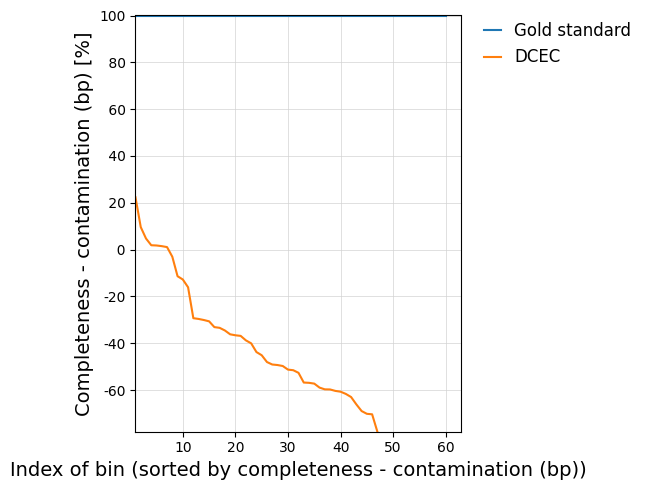 Completeness - contamination (bp) [%]
100
80
60
40
20
0
-20
-40
-60
10 20 30 40 50 60
Index of bin (sorted by completeness - contamination (bp))
Gold standard
DCEC